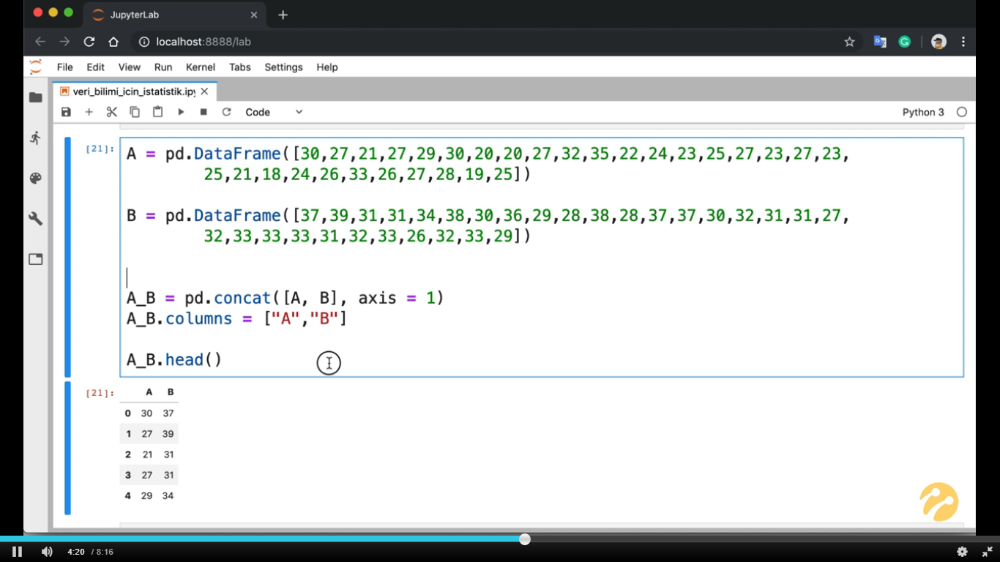 JupyterLab
localhost:8888/lab
File Edit View Run Kernel Tabs Settings Help
veri_bilimi_icin_istatistik.ipy
Code
Python 3
[21]:
A = pd.DataFrame([30,27,21,27,29,30,20,20,27,32,35,22,24,23,25,27,23,27,23,
25,21,18,24,26,33,26,27,28,19,25])
B = pd.DataFrame([37,39,31,31,34,38,30,36,29,28,38,28,37,37,30,32,31,31,27,
32,33,33,33,31,32,33,26,32,33,29])
A_B = pd.concat([A, B], axis = 1)
A_B.columns = ["A","B"]
A_B.head()
[21]:
A B
0 30 37
1 27 39
2 21 31
3 27 31
4 29 34
4:20 / 8:16